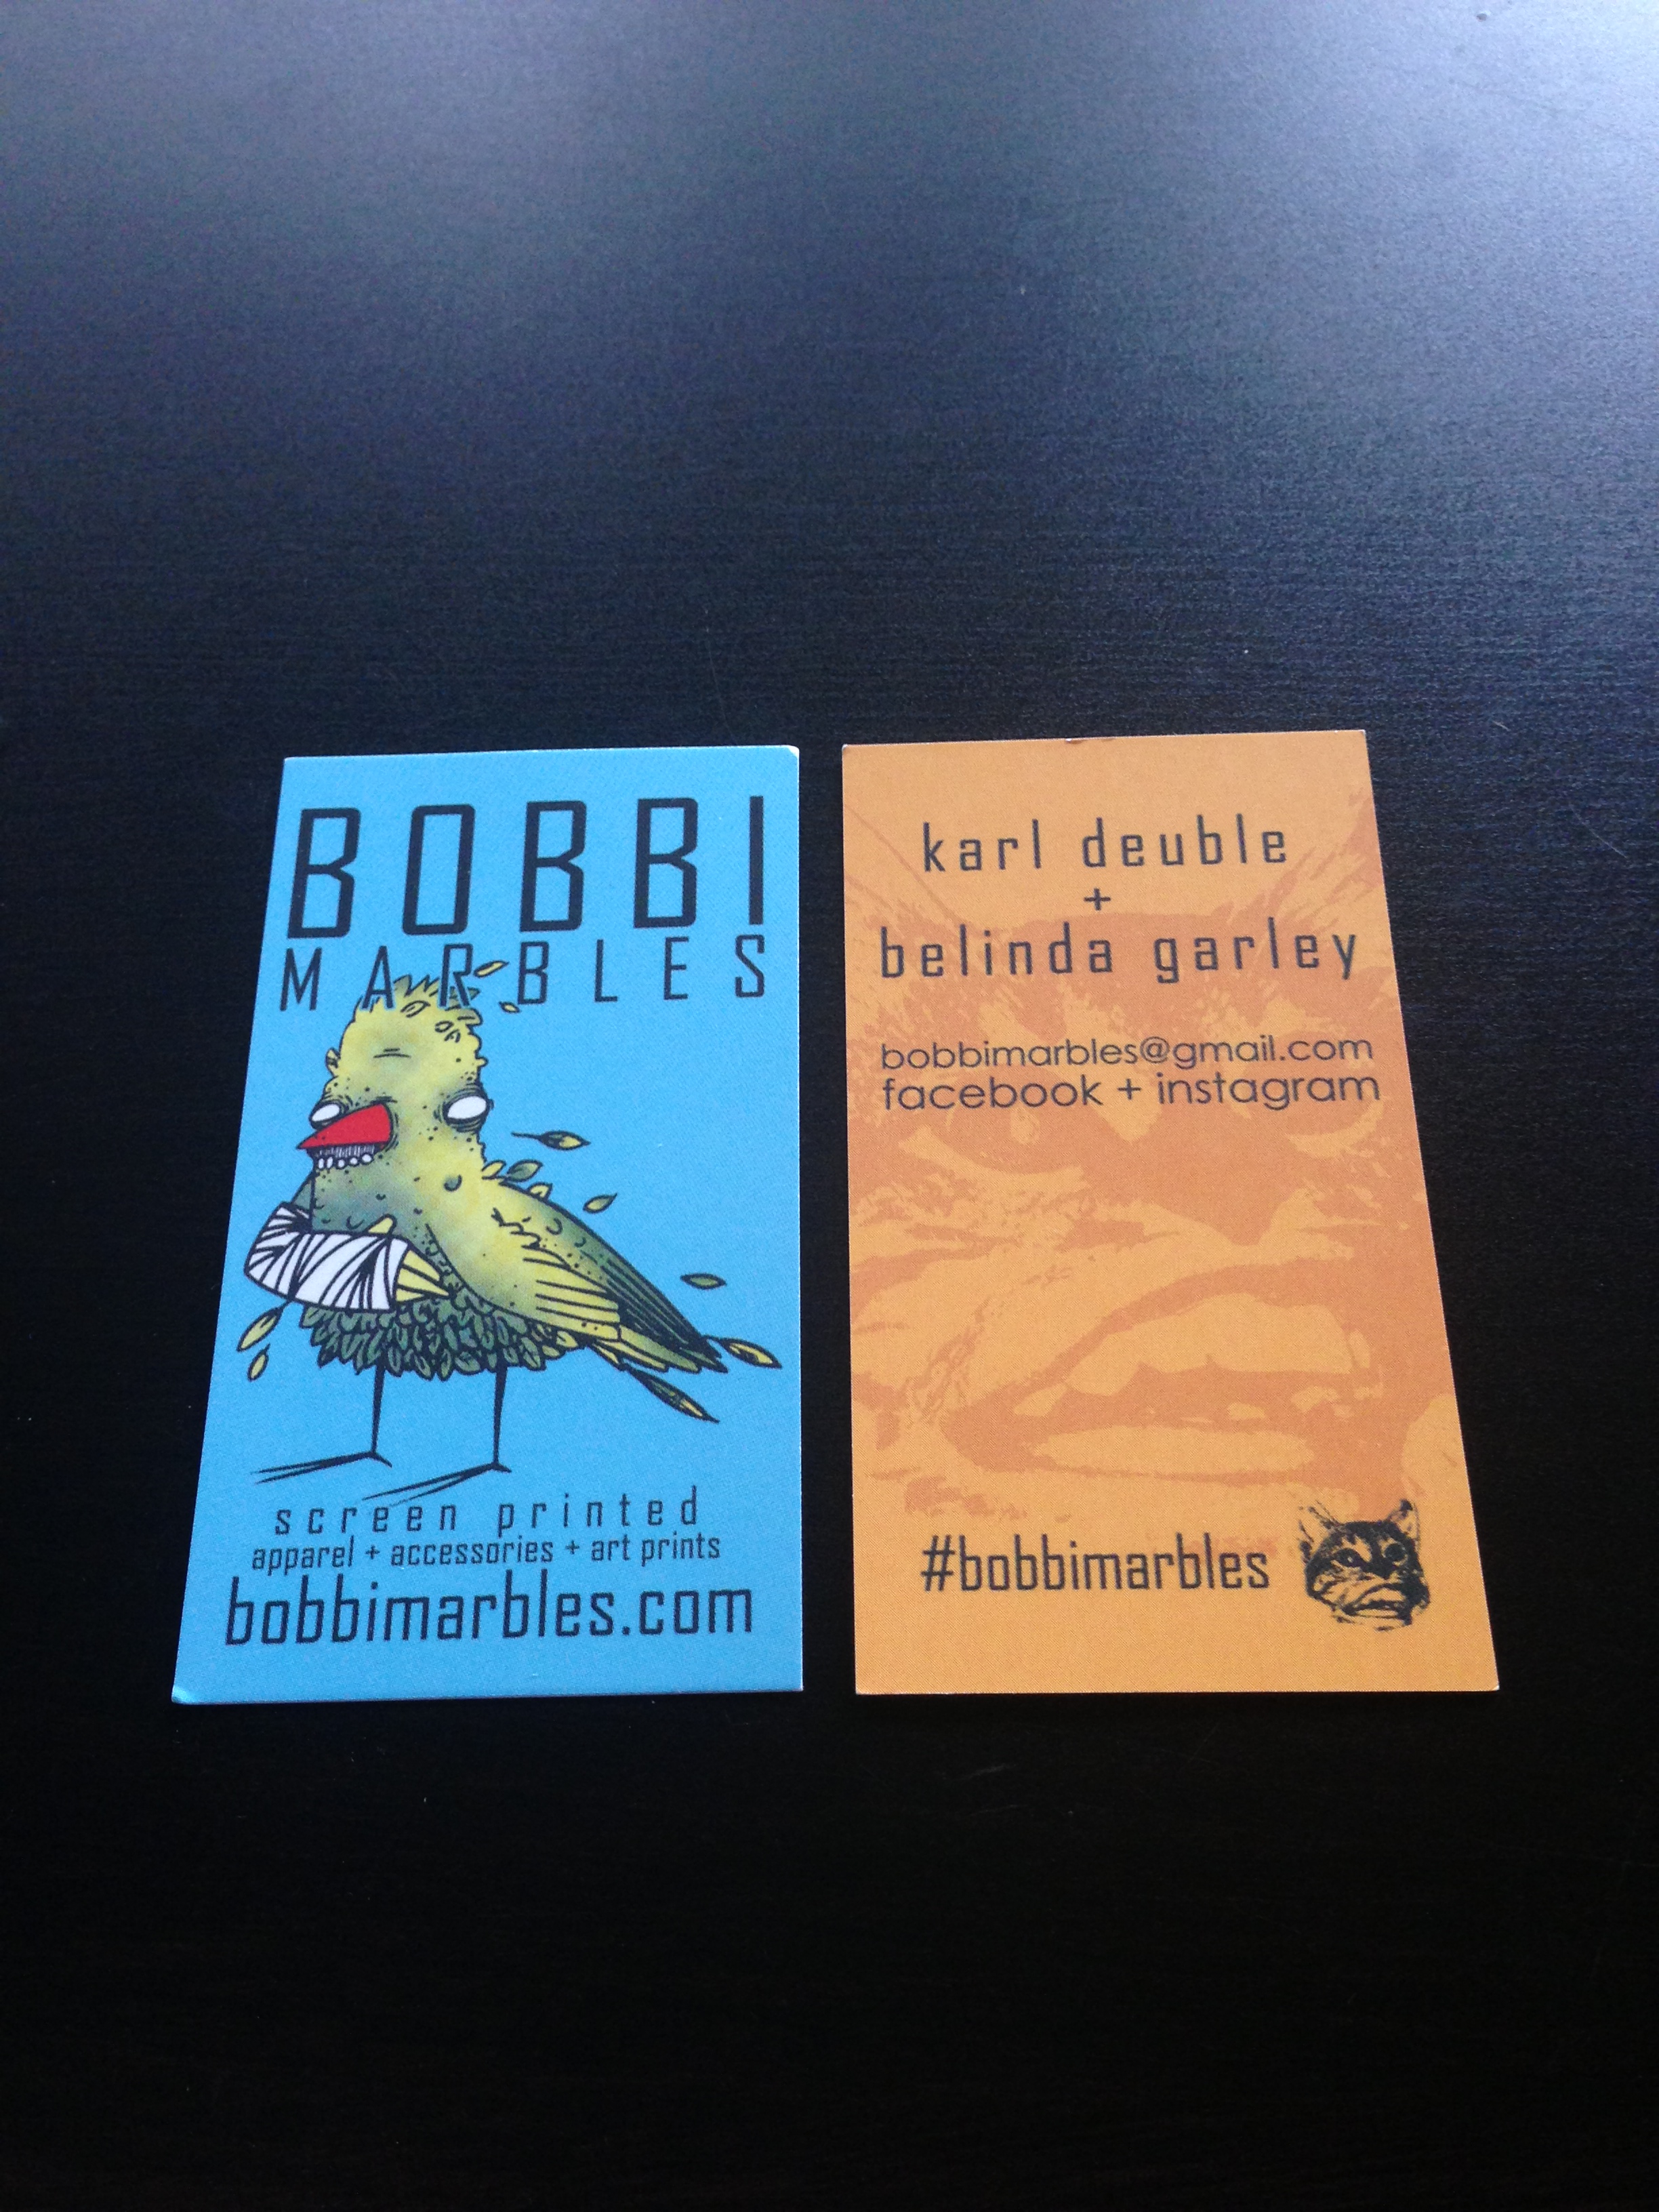 BOBBI
MARBLES
screen printed
apparel + accessories + art prints
bobbimarbles.com
karl deuble
+
belinda garley
bobbimarbles@gmail.com
facebook + instagram
#bobbimarbles